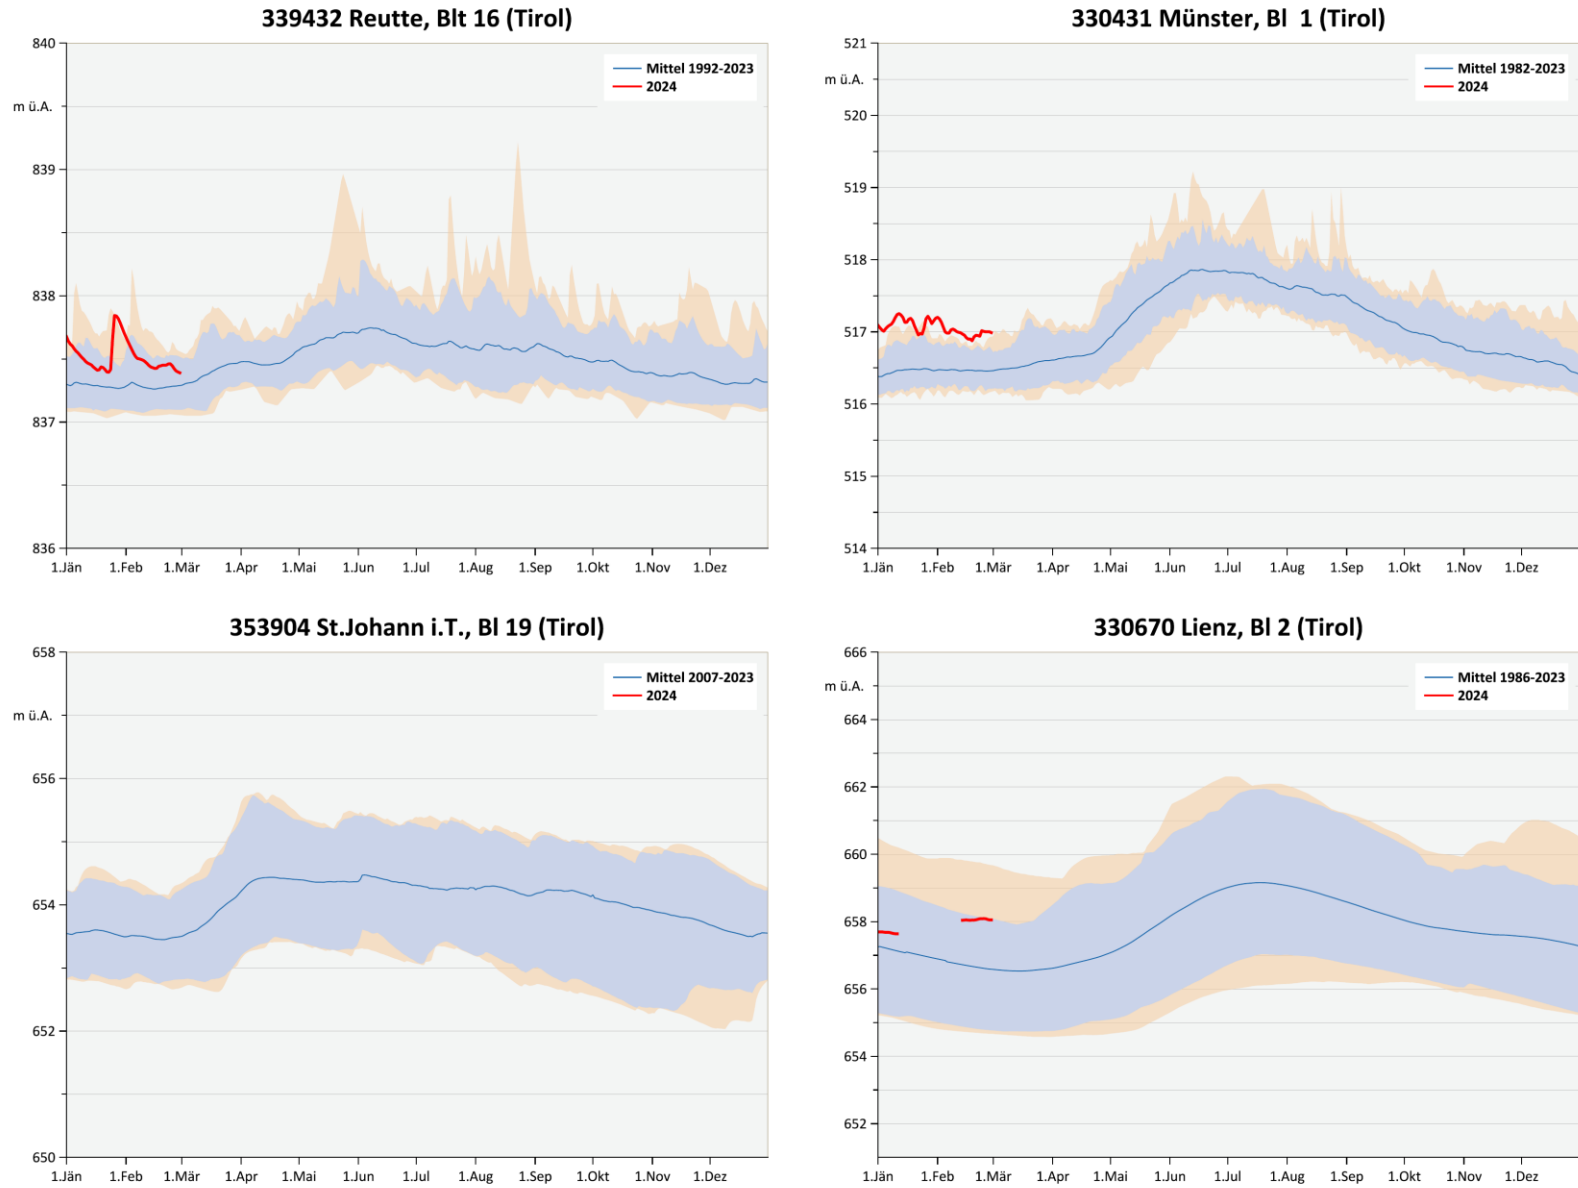 339432 Reutte, Blt 16 (Tirol)
840
m ü.A.
839
838
837
836
Mittel 1992-2023
2024
1.Jän 1.Feb 1.Mär 1.Apr 1.Mai 1.Jun 1.Jul 1.Aug 1.Sep 1.Okt 1.Nov 1.Dez
330431 Münster, Bl 1 (Tirol)
521
m ü.A.
520
519
518
517
516
515
514
Mittel 1982-2023
2024
1.Jän 1.Feb 1.Mär 1.Apr 1.Mai 1.Jun 1.Jul 1.Aug 1.Sep 1.Okt 1.Nov 1.Dez
353904 St.Johann i.T., Bl 19 (Tirol)
658
m ü.A.
656
654
652
650
Mittel 2007-2023
2024
1.Jän 1.Feb 1.Mär 1.Apr 1.Mai 1.Jun 1.Jul 1.Aug 1.Sep 1.Okt 1.Nov 1.Dez
330670 Lienz, Bl 2 (Tirol)
666
m ü.A.
664
662
660
658
656
654
652
Mittel 1986-2023
2024
1.Jän 1.Feb 1.Mär 1.Apr 1.Mai 1.Jun 1.Jul 1.Aug 1.Sep 1.Okt 1.Nov 1.Dez